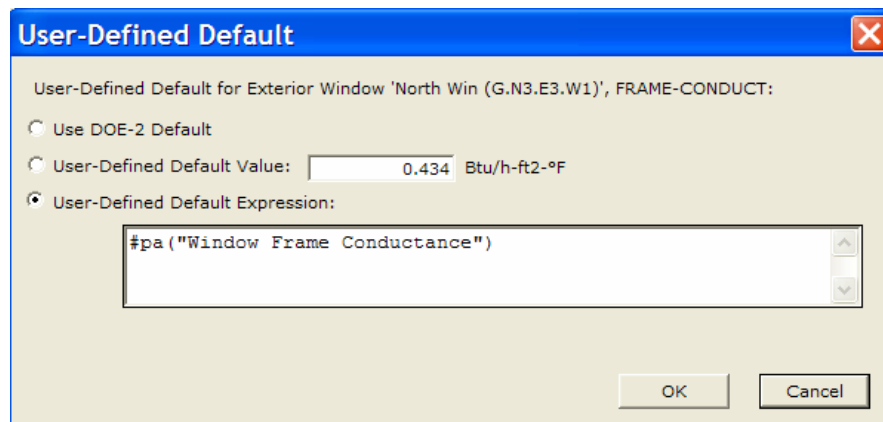 User-Defined Default
User-Defined Default for Exterior Window 'North Win (G.N3.E3.W1)', FRAME-CONDUCT:
Use DOE-2 Default
User-Defined Default Value: 0.434 Btu/h-ft2-°F
User-Defined Default Expression:
#pa("Window Frame Conductance")
OK Cancel